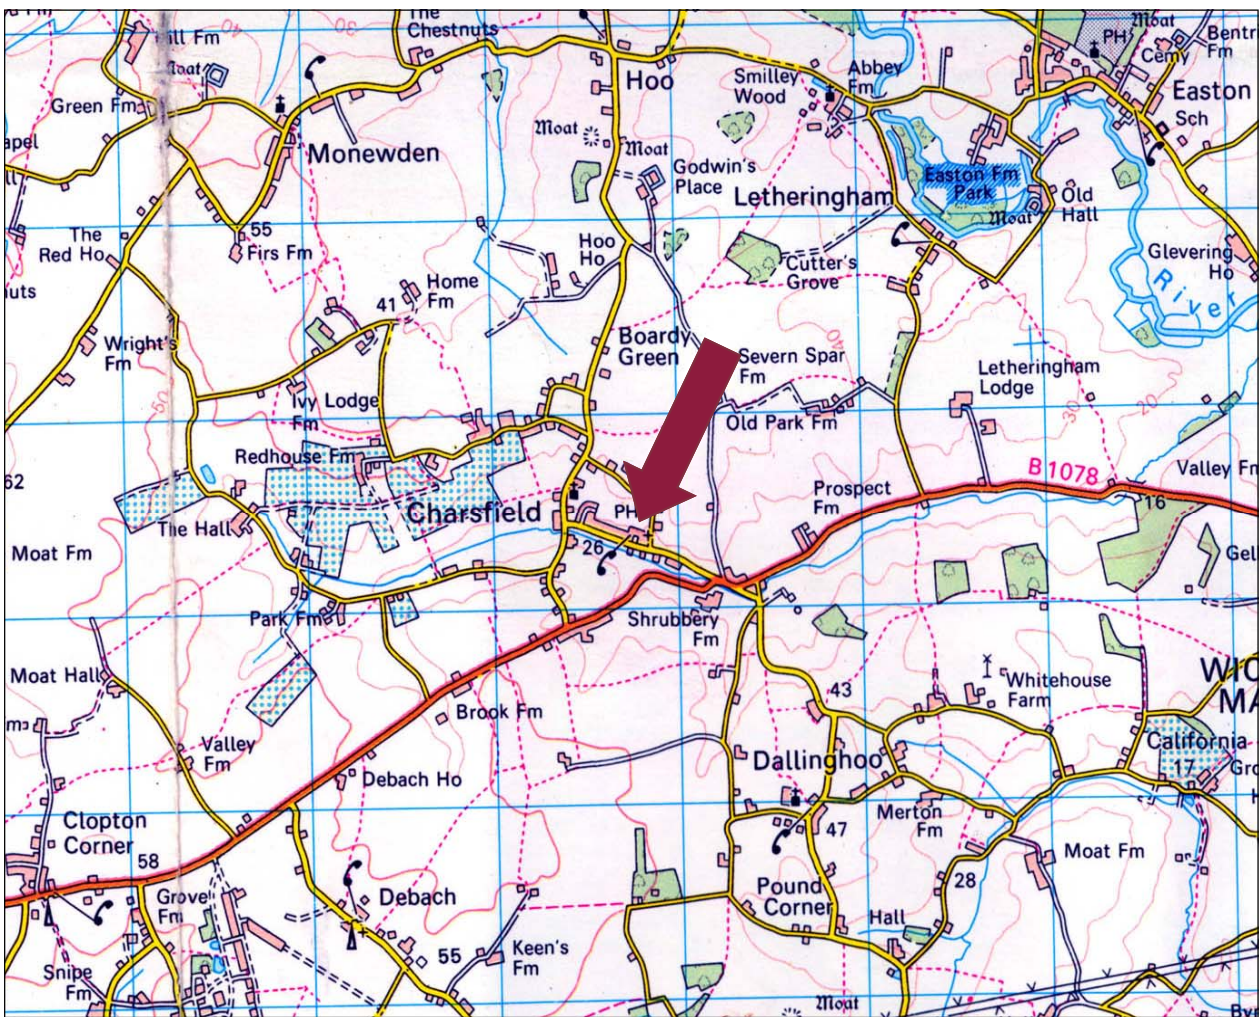 The
Chestnuts
Hoo
Smilley
Wood
Abbey
Fm
Moat
PH
Cemy
Fm
Easton
Sch
Green Fm
Moat
Monewden
Moat
Moat
Godwin's
Place
Letheringham
Easton Fm
Park
Moat
Old
Hall
The
Red Ho
55
Firs Fm
Hoo
Ho
Cutter's
Grove
Glevering
Ho
River
Home
Fm
41
Wright's
Fm
Boardy
Green
40
Severn Spar
Fm
Letheringham
Lodge
50
Ivy Lodge
Fm
Old Park Fm
30
20
Redhouse Fm
B 1078
Valley Fm
62
The Hall
Charsfield
PH
Prospect
Fm
16
Moat Fm
26
Park Fm
Shrubbery
Fm
Moat Hall
43
Whitehouse
Farm
Brook Fm
Valley
Fm
Dallinghoo
California
17
Debach Ho
Clopton
Corner
47
Merton
Fm
Moat Fm
58
Grove
Fm
Debach
Pound
Corner
28
Hall
55
Keen's
Fm
Snipe
Fm
Moat